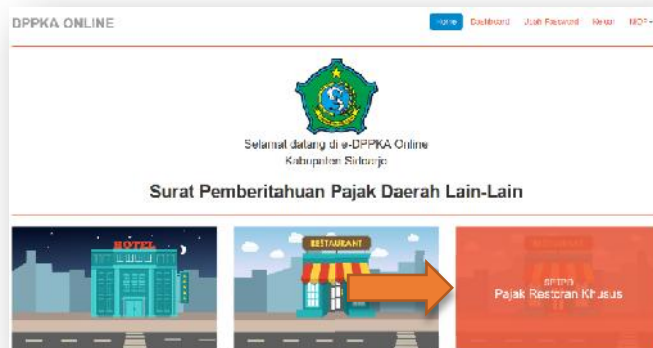 DPPKA ONLINE
Home Dashboard Ubah Password Keluar
Selamat datang di e-DPPKA Online
Kabupaten Sidoarjo
Surat Pemberitahuan Pajak Daerah Lain-Lain
HOTEL
RESTAURANT
SPTPD
Pajak Restoran Khusus